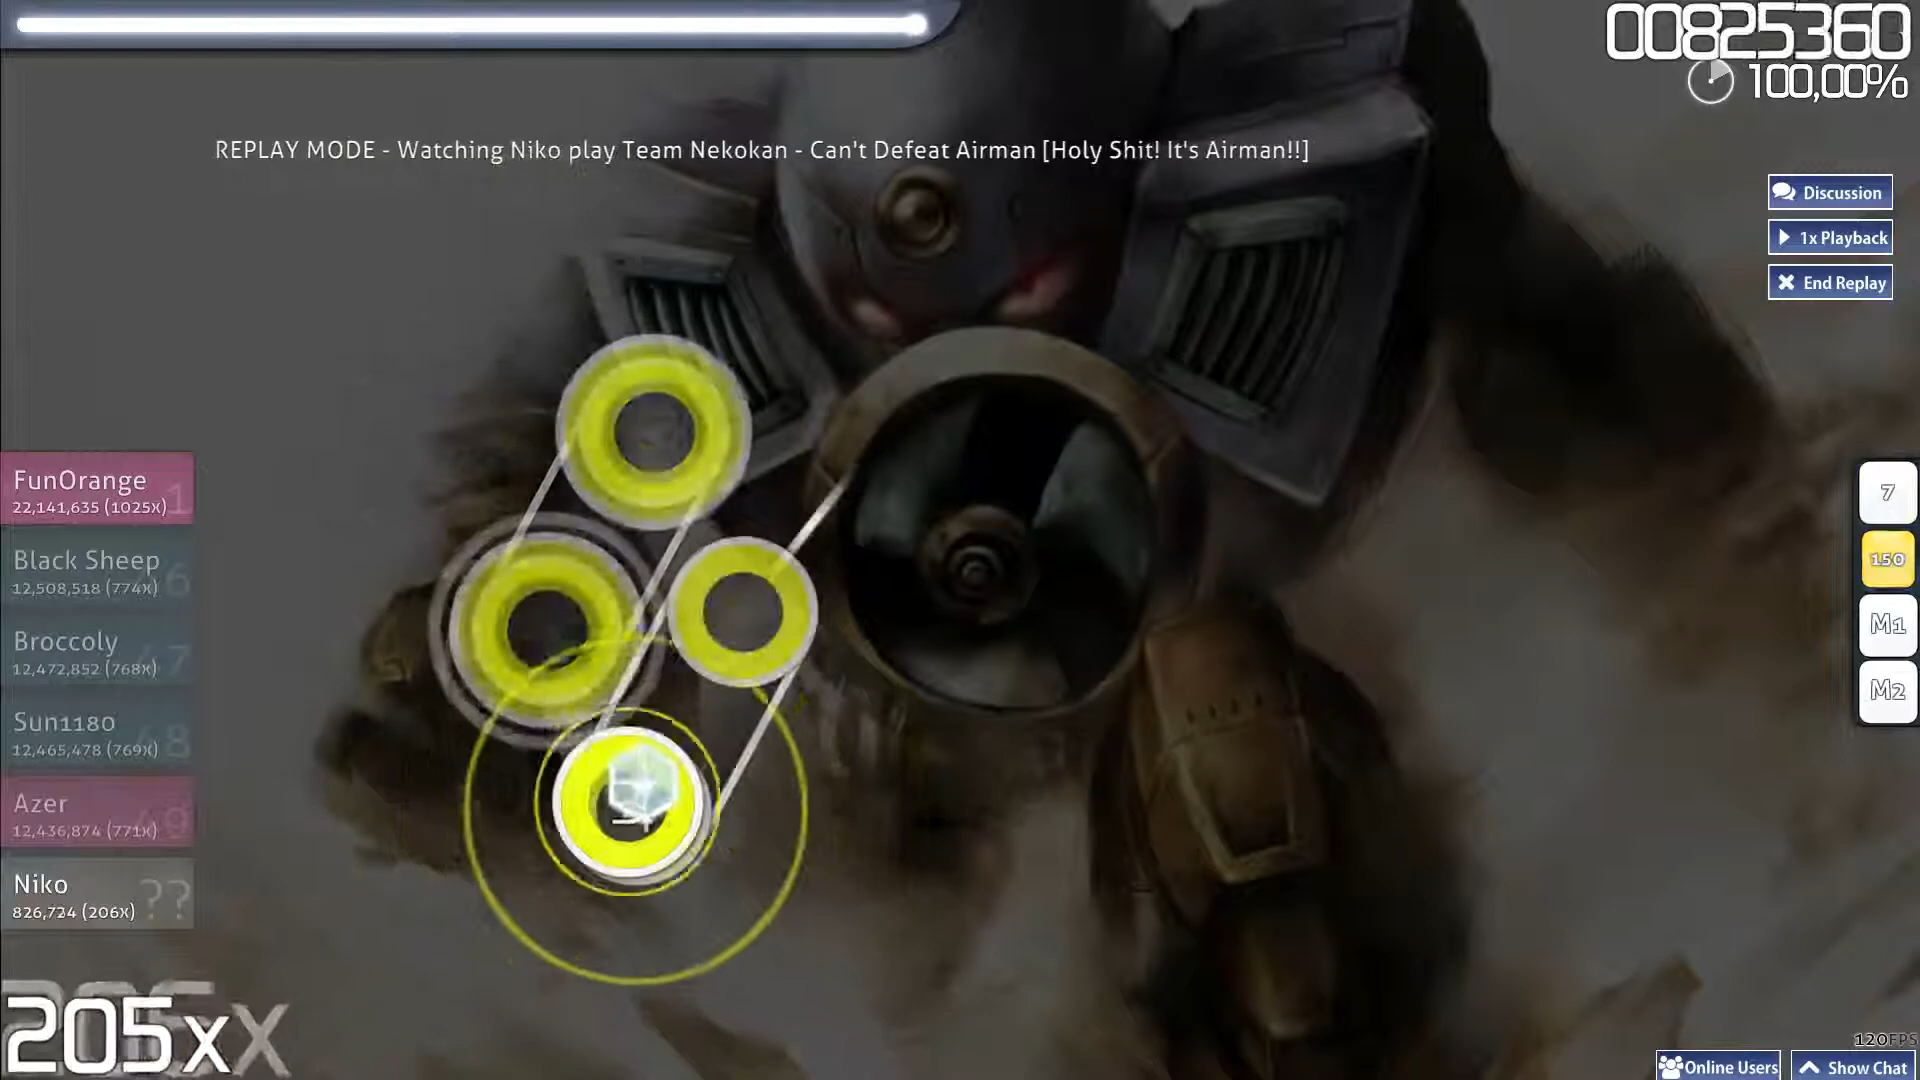 00825360
100,00%
REPLAY MODE - Watching Niko play Team Nekokan - Can't Defeat Airman [Holy Shit! It's Airman!!]
Discussion
1x Playback
End Replay
FunOrange
22,141,635 (1025x) 1
Black Sheep
12,508,518 (774x)
Broccoly
12,472,852 (768x)
Sun1180
12,465,478 (769x)
Azer
12,436,874 (771x)
Niko
826,724 (206x) ??
7
150
M1
M2
205x
120FPS
Online Users
Show Chat